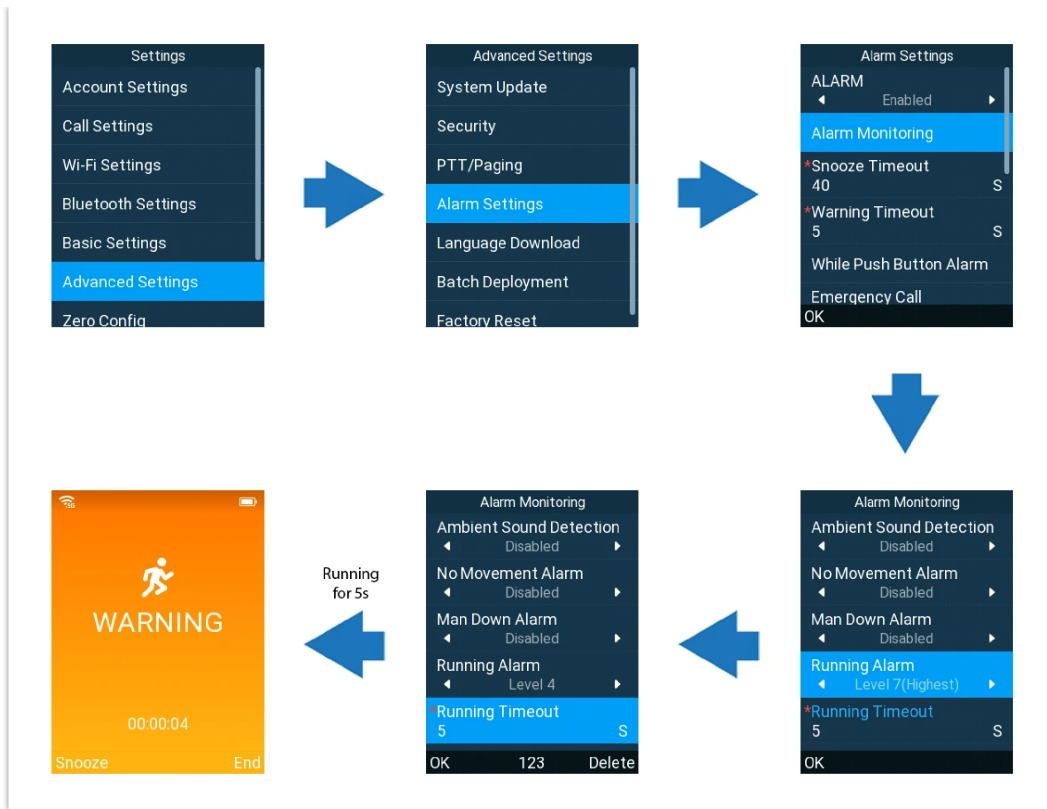 Settings
Account Settings
Call Settings
Wi-Fi Settings
Bluetooth Settings
Basic Settings
Advanced Settings
Zero Config
Advanced Settings
System Update
Security
PTT/Paging
Alarm Settings
Language Download
Batch Deployment
Factory Reset
Alarm Settings
ALARM
Enabled
Alarm Monitoring
*Snooze Timeout
40 S
*Warning Timeout
5 S
While Push Button Alarm
Emergency Call
OK
Alarm Monitoring
Ambient Sound Detection
Disabled
No Movement Alarm
Disabled
Man Down Alarm
Disabled
Running Alarm
Level 7(Highest)
*Running Timeout
5 S
OK
Alarm Monitoring
Ambient Sound Detection
Disabled
No Movement Alarm
Disabled
Man Down Alarm
Disabled
Running Alarm
Level 4
*Running Timeout
5 S
OK 123 Delete
Running
for 5s
WARNING
00:00:04
Snooze End